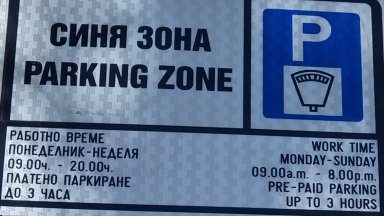 СИНЯ ЗОНА
PARKING ZONE
P
РАБОТНО ВРЕМЕ
ПОНЕДЕЛНИК-НЕДЕЛЯ
09.00ч. - 20.00ч.
ПЛАТЕНО ПАРКИРАНЕ
ДО 3 ЧАСА
WORK TIME
MONDAY-SUNDAY
09.00a.m. - 8.00p.m.
PRE-PAID PARKING
UP TO 3 HOURS